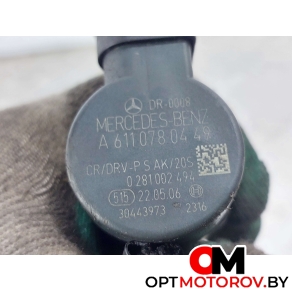 DR-0008
MERCEDES-BENZ
A 611 078 04 49
CR/DRV-P S AK/20S
0 281 002 494
515 22.05.06
30443973 2316
ОПТМОТОРОV.BY